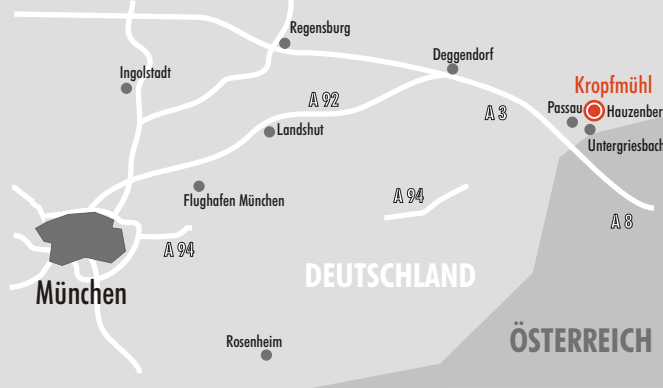 Regensburg
Deggendorf
Ingolstadt
Kropfmühl
A 92
A 3
Passau
Hauzenber
Landshut
Untergriesbach
Flughafen München
A 94
A 8
A 94
DEUTSCHLAND
München
ÖSTERREICH
Rosenheim